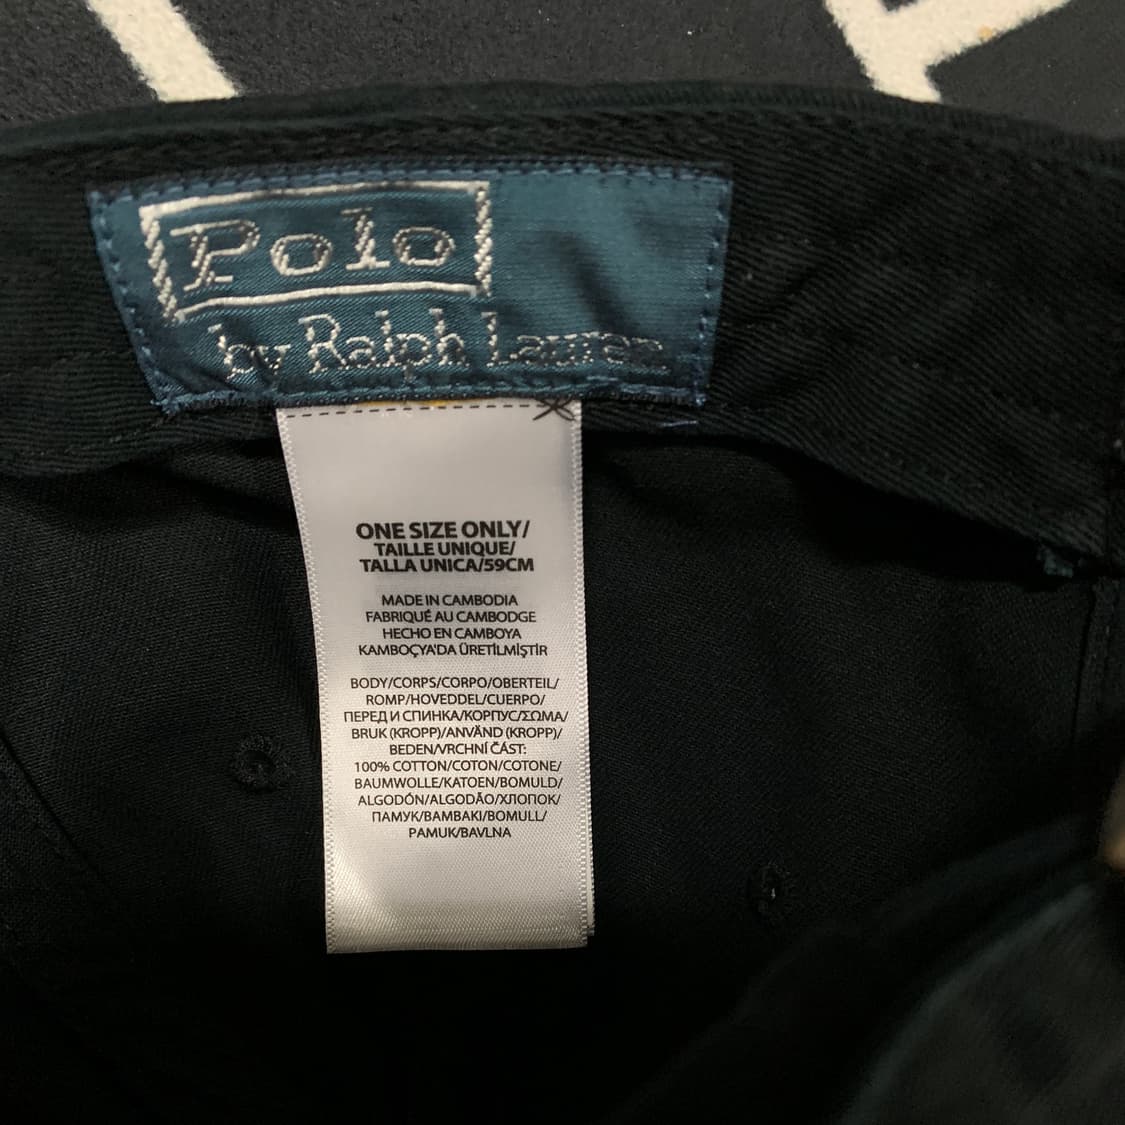 Polo
by Ralph Lauren
ONE SIZE ONLY/
TAILLE UNIQUE/
TALLA UNICA/59CM
MADE IN CAMBODIA
FABRIQUÉ AU CAMBODGE
HECHO EN CAMBOYA
KAMBOÇYA'DA ÜRETİLMİŞTİR
BODY/CORPS/CORPO/OBERTEIL/
ROMP/HOVEDDEL/CUERPO/
ПЕРЕД И СПИНКА/КОРПУС/ΣΩΜΑ/
BRUK (KROPP)/ANVÄND (KROPP)/
BEDEN/VRCHNÍ ČÁST:
100% COTTON/COTON/COTONE/
BAUMWOLLE/KATOEN/BOMULD/
ALGODÓN/ALGODÃO/ХЛОПОК/
ПАМУК/BAMBAKI/BOMULL/
PAMUK/BAVLNA